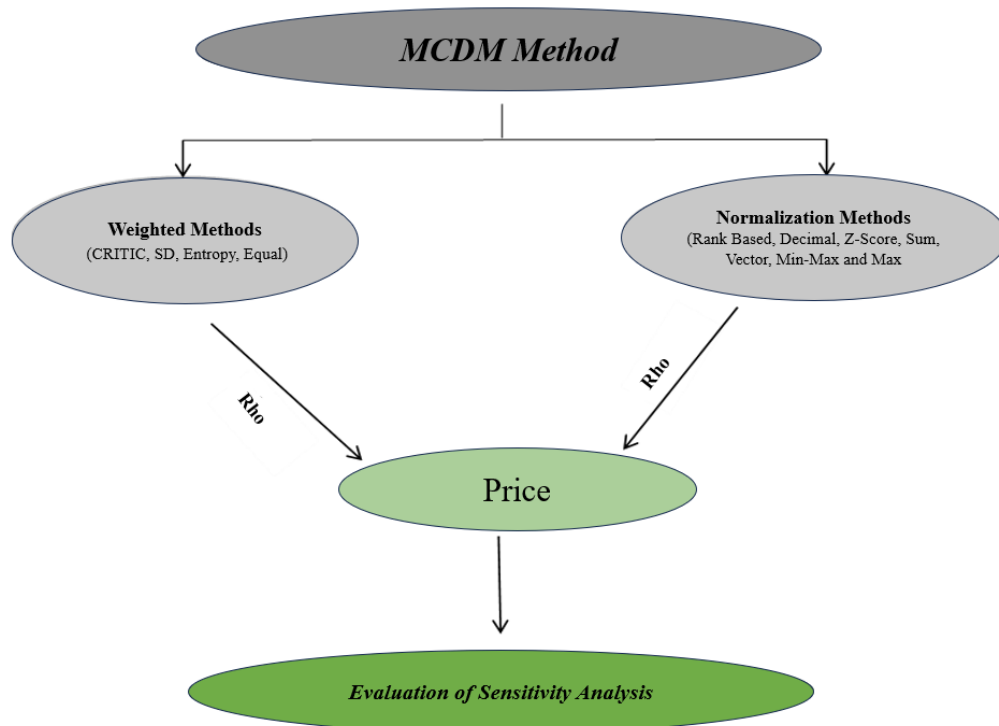 MCDM Method
Weighted Methods
(CRITIC, SD, Entropy, Equal)
Normalization Methods
(Rank Based, Decimal, Z-Score, Sum,
Vector, Min-Max and Max
Rho
Rho
Price
Evaluation of Sensitivity Analysis